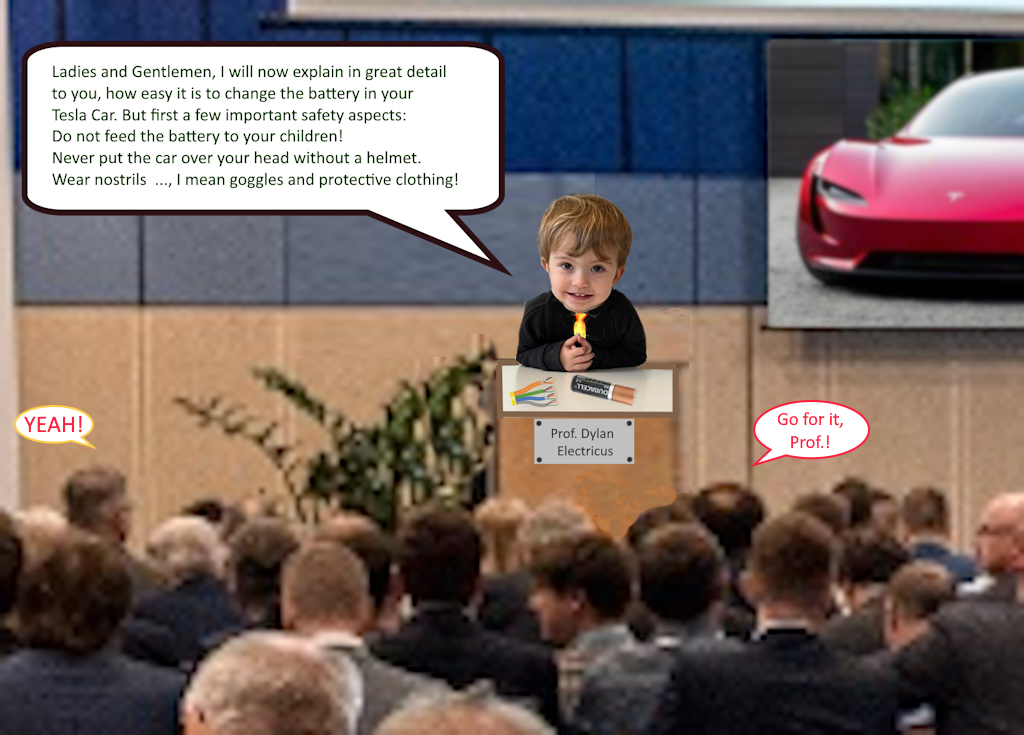 Ladies and Gentlemen, I will now explain in great detail
to you, how easy it is to change the battery in your
Tesla Car. But first a few important safety aspects:
Do not feed the battery to your children!
Never put the car over your head without a helmet.
Wear nostrils ..., I mean goggles and protective clothing!
YEAH!
Go for it,
Prof.!
DURACELL
Prof. Dylan
Electricus